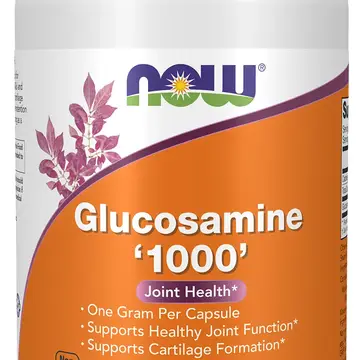 NOW®
Glucosamine
‘1000’
Joint Health*
• One Gram Per Capsule
• Supports Healthy Joint Function*
• Supports Cartilage Formation*